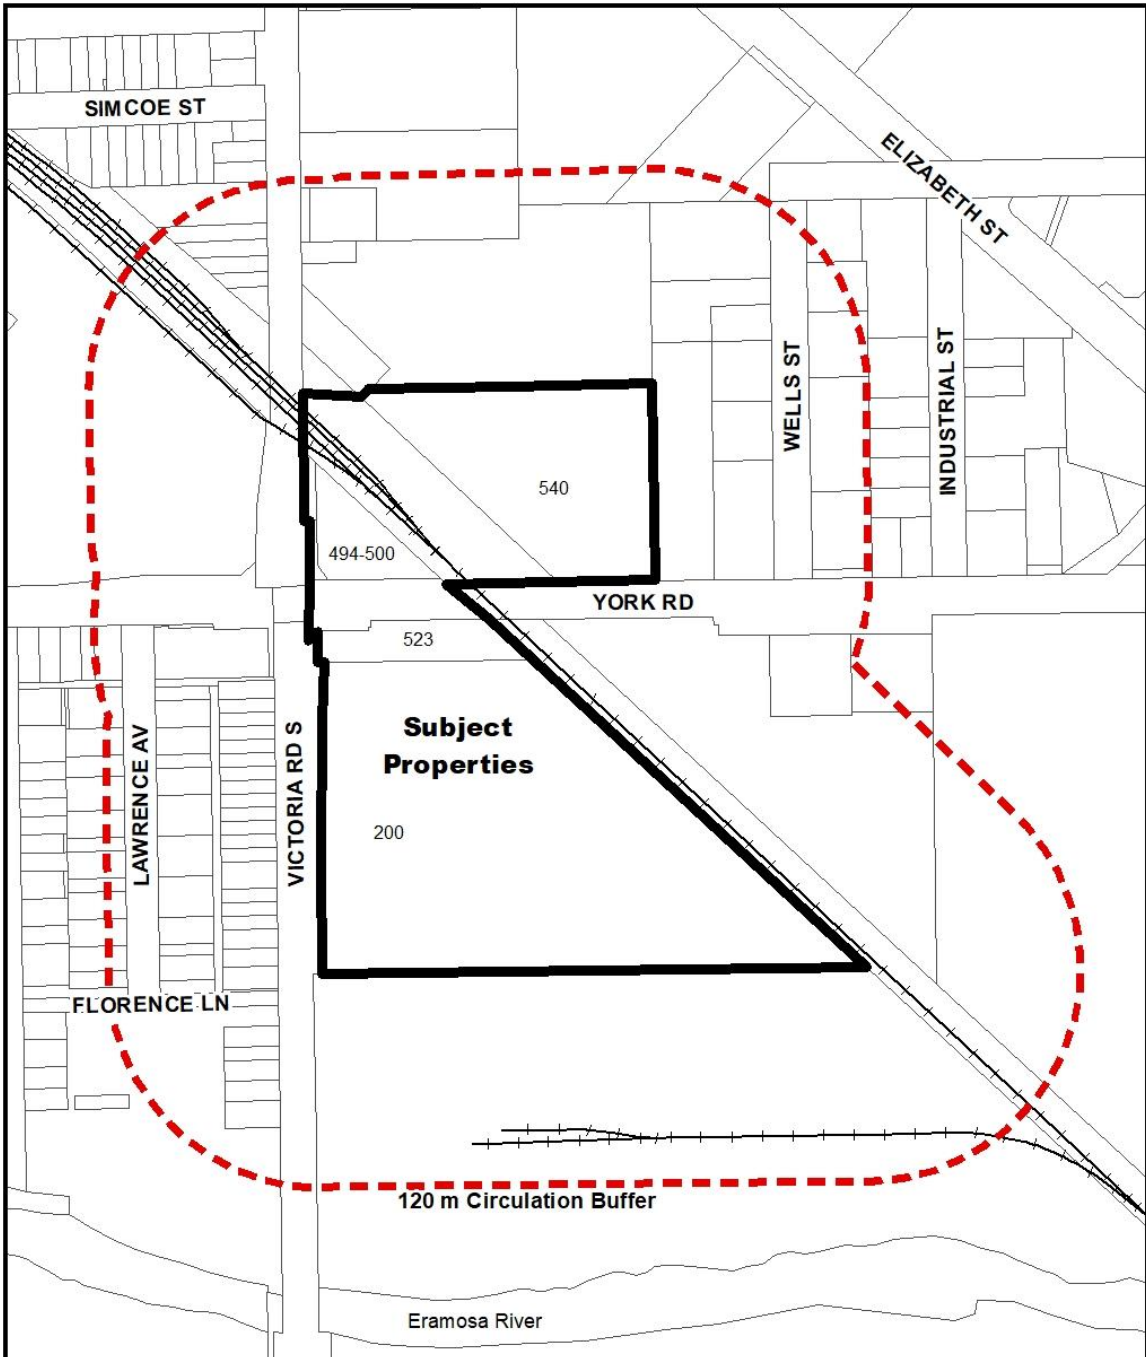 SIMCOE ST
ELIZABETH ST
WELLS ST
INDUSTRIAL ST
540
494-500
YORK RD
523
Subject
Properties
LAWRENCE AV
VICTORIA RD S
200
FLORENCE LN
120 m Circulation Buffer
Eramosa River